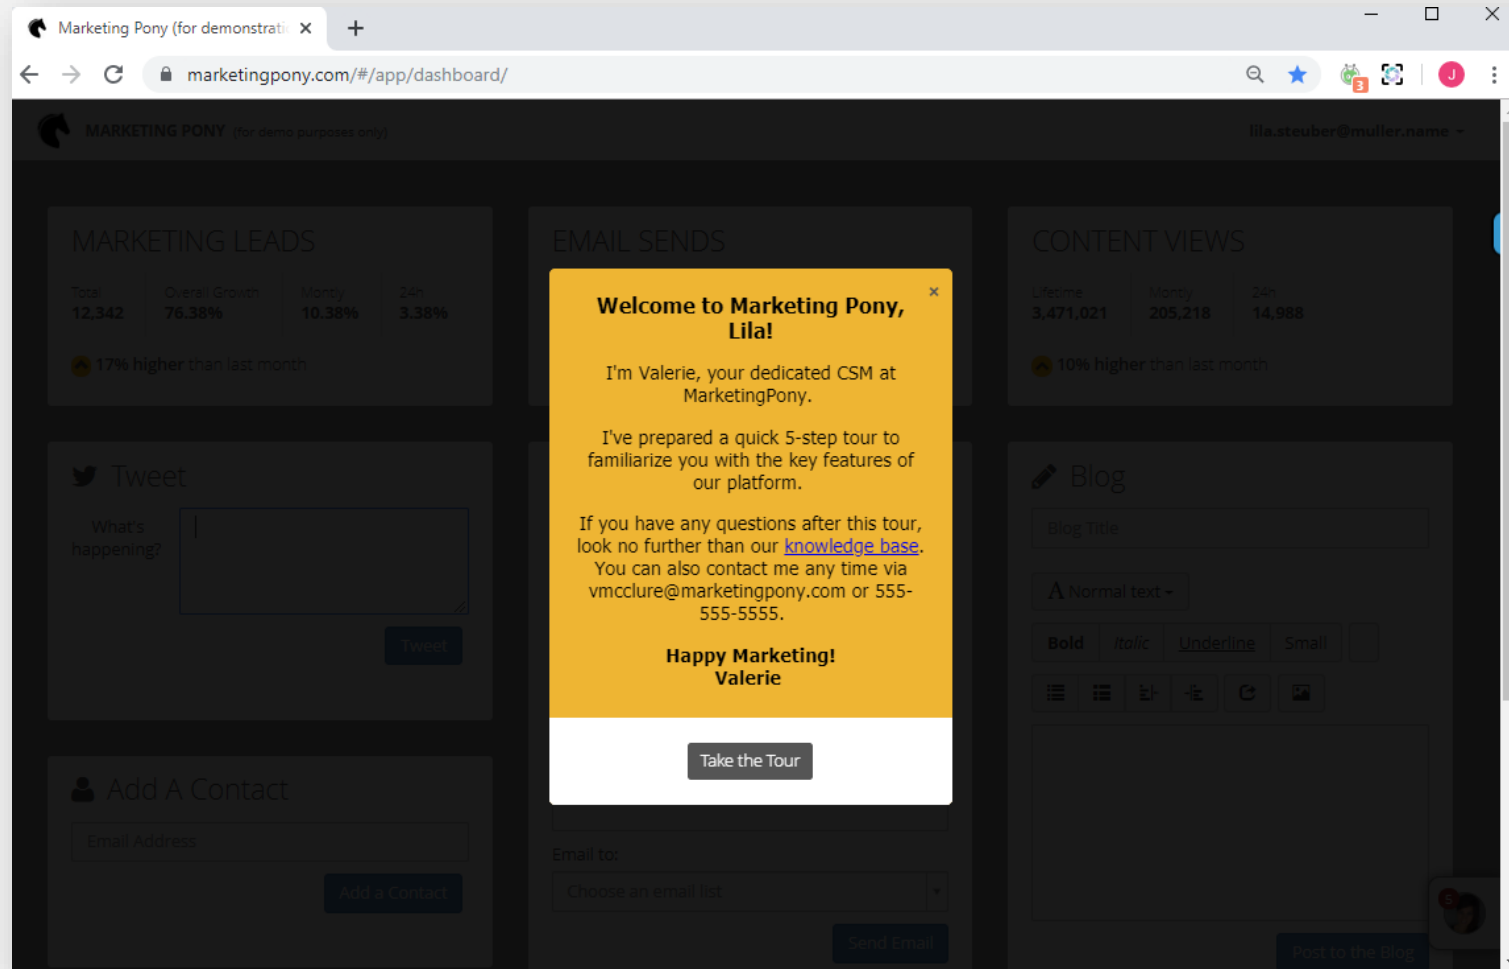 Marketing Pony (for demonstrati
marketingpony.com/#/app/dashboard/
3
J
MARKETING PONY (for demo purposes only)
lila.steuber@muller.name
MARKETING LEADS
Total Overall Growth Montly 24h
12,342 76.38% 10.38% 3.38%
17% higher than last month
EMAIL SENDS
CONTENT VIEWS
Lifetime Montly 24h
3,471,021 205,218 14,988
10% higher than last month
Welcome to Marketing Pony,
Lila!
I'm Valerie, your dedicated CSM at
MarketingPony.
I've prepared a quick 5-step tour to
familiarize you with the key features of
our platform.
If you have any questions after this tour,
look no further than our knowledge base.
You can also contact me any time via
vmcclure@marketingpony.com or 555-
555-5555.
Happy Marketing!
Valerie
Take the Tour
Tweet
What's
happening?
Tweet
Add A Contact
Email Address
Add a Contact
Email to:
Choose an email list
Send Email
Blog
Blog Title
A Normal text
Bold Italic Underline Small
S
Post to the Blog